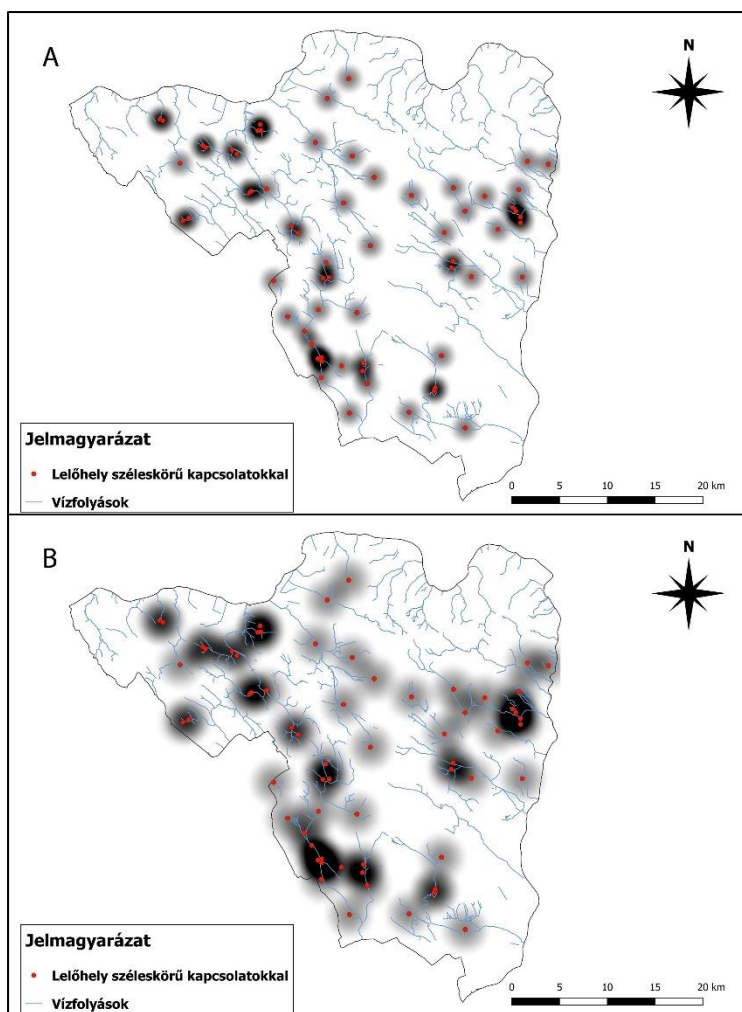 A
N
Jelmagyarázat
Lelőhely széleskörű kapcsolatokkal
Vízfolyások
0 5 10 15 20 km
B
N
Jelmagyarázat
Lelőhely széleskörű kapcsolatokkal
Vízfolyások
0 5 10 15 20 km